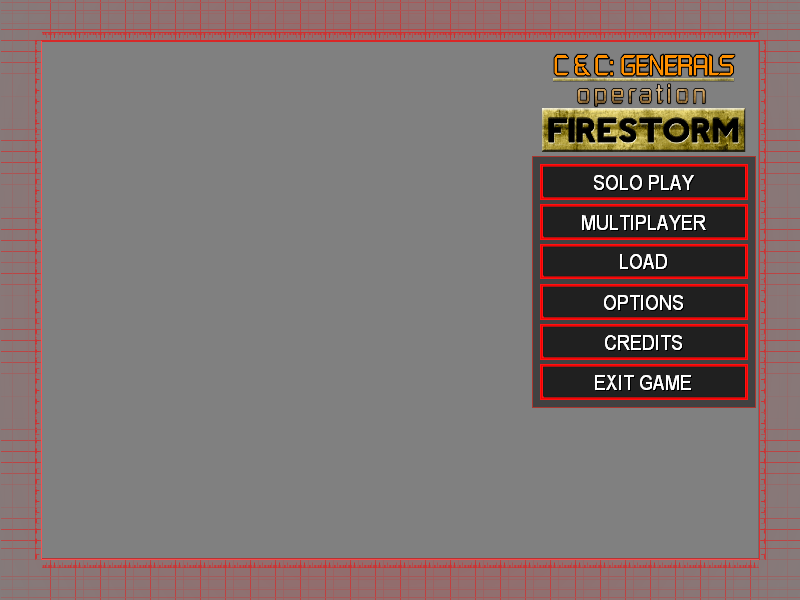 C & C: GENERALS
operation
FIRESTORM
SOLO PLAY
MULTIPLAYER
LOAD
OPTIONS
CREDITS
EXIT GAME